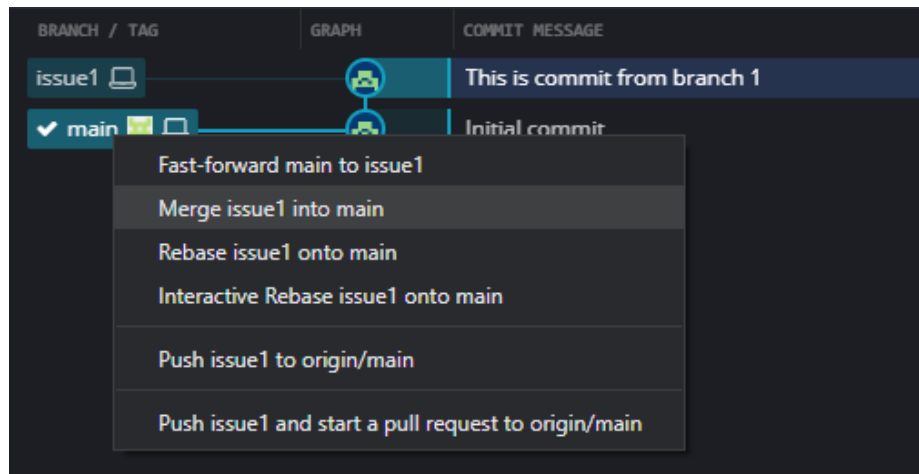 BRANCH / TAG GRAPH COMMIT MESSAGE
issue1 This is commit from branch 1
main Initial commit
Fast-forward main to issue1
Merge issue1 into main
Rebase issue1 onto main
Interactive Rebase issue1 onto main
Push issue1 to origin/main
Push issue1 and start a pull request to origin/main